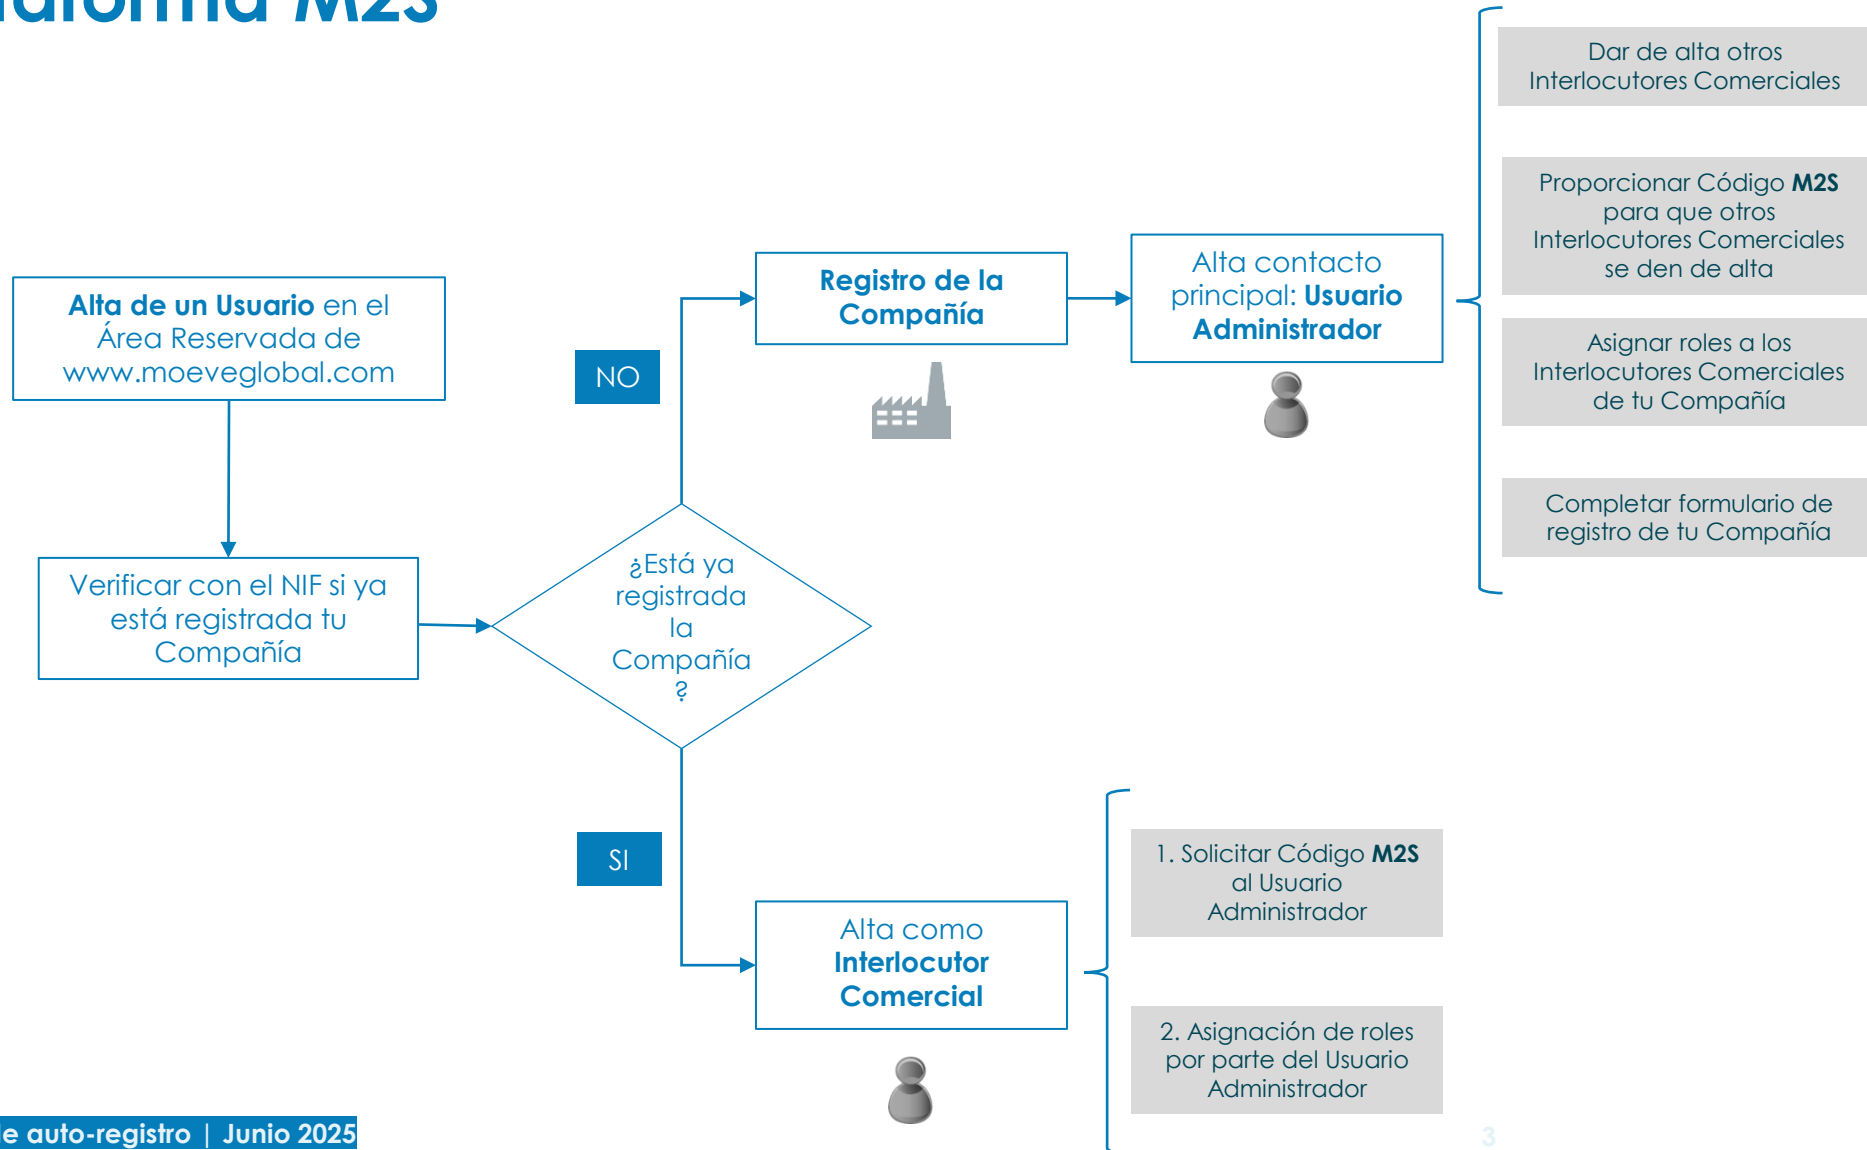 M2S
Alta de un Usuario en el
Área Reservada de
www.moeveglobal.com
Verificar con el NIF si ya
está registrada tu
Compañía
¿Está ya
registrada
la
Compañía
?
NO
Registro de la
Compañía
Alta contacto
principal: Usuario
Administrador
Dar de alta otros
Interlocutores Comerciales
Proporcionar Código M2S
para que otros
Interlocutores Comerciales
se den de alta
Asignar roles a los
Interlocutores Comerciales
de tu Compañía
Completar formulario de
registro de tu Compañía
SI
Alta como
Interlocutor
Comercial
1. Solicitar Código M2S
al Usuario
Administrador
2. Asignación de roles
por parte del Usuario
Administrador
de auto-registro | Junio 2025
3